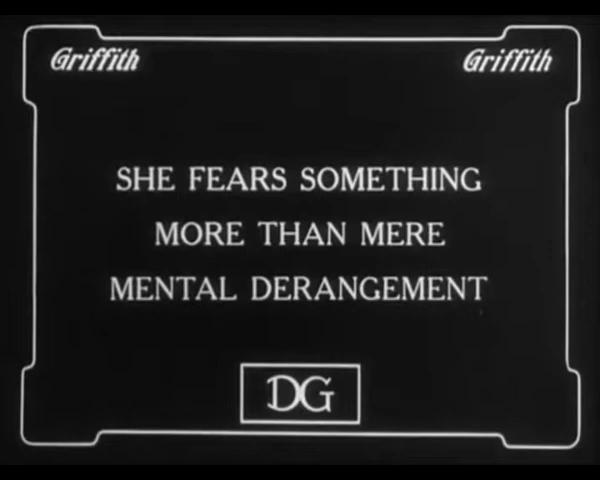 Griffith Griffith
SHE FEARS SOMETHING
MORE THAN MERE
MENTAL DERANGEMENT
DG